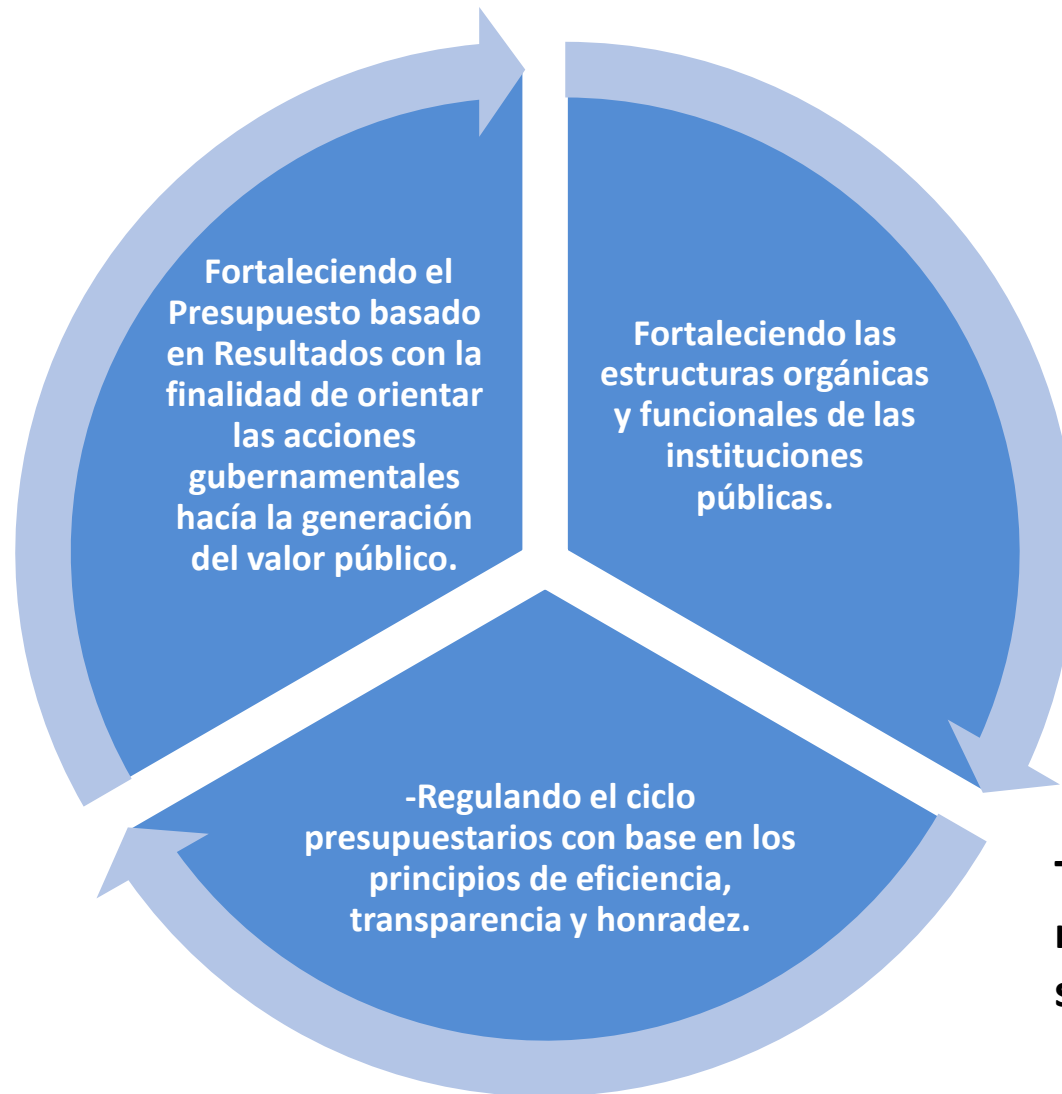 Fortaleciendo el
Presupuesto basado
en Resultados con la
finalidad de orientar
las acciones
gubernamentales
hacía la generación
del valor público.
Fortaleciendo las
estructuras orgánicas
y funcionales de las
instituciones
públicas.
-Regulando el ciclo
presupuestarios con base en los
principios de eficiencia,
transparencia y honradez.